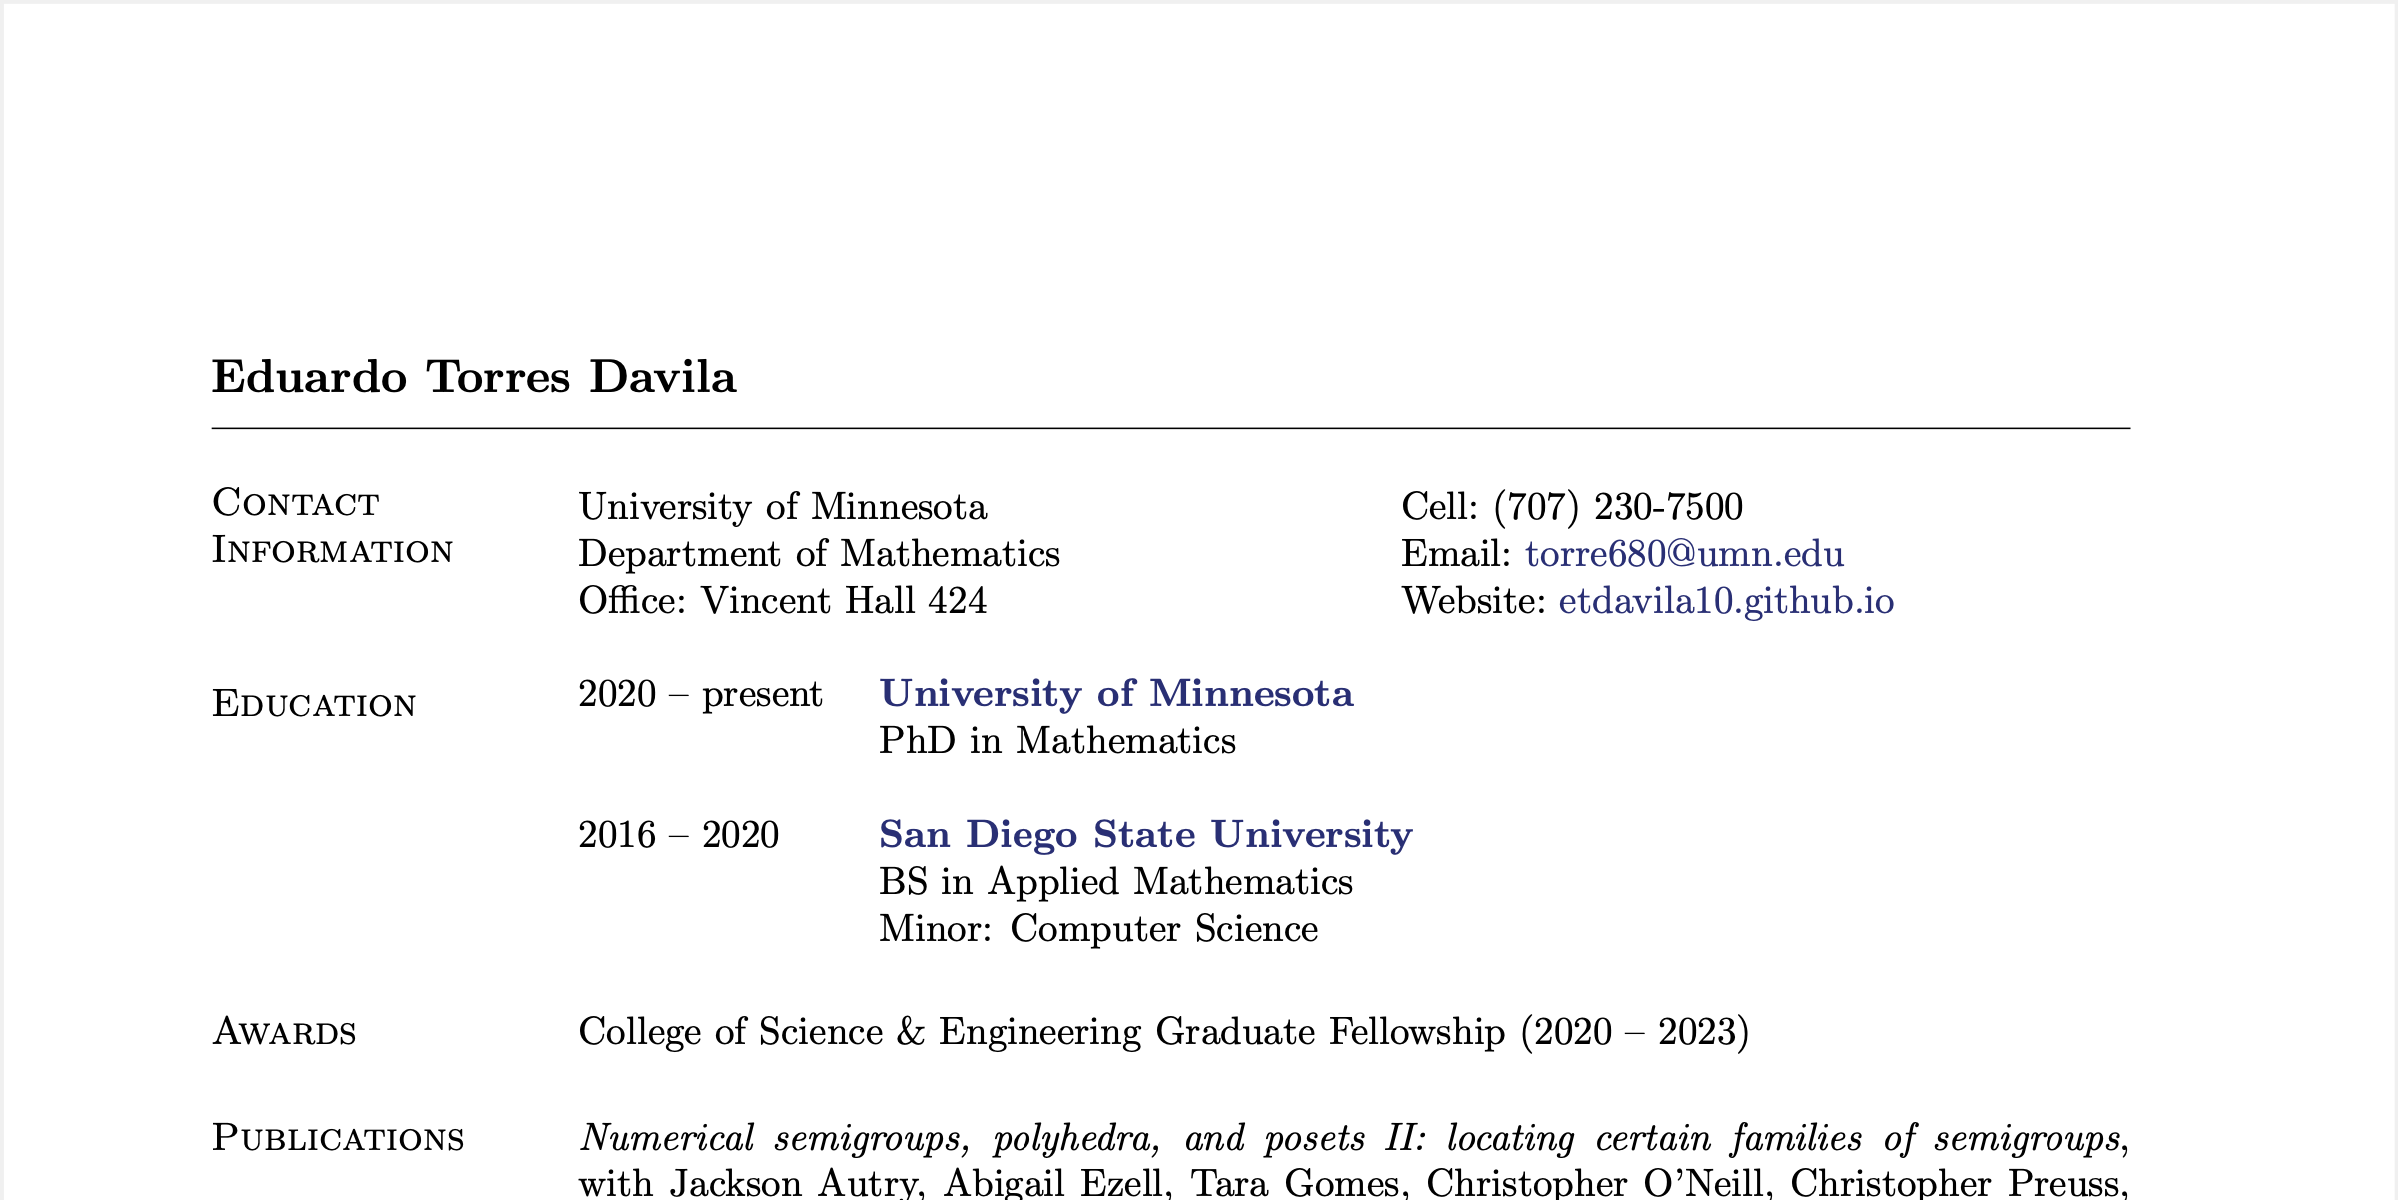 Eduardo Torres Davila
Contact
Information
University of Minnesota
Department of Mathematics
Office: Vincent Hall 424
Cell: (707) 230-7500
Email: torre680@umn.edu
Website: etdavila10.github.io
Education
2020 – present University of Minnesota
PhD in Mathematics
2016 – 2020 San Diego State University
BS in Applied Mathematics
Minor: Computer Science
Awards College of Science & Engineering Graduate Fellowship (2020 – 2023)
Publications Numerical semigroups, polyhedra, and posets II: locating certain families of semigroups,
with Jackson Autry, Abigail Ezell, Tara Gomes, Christopher O'Neill, Christopher Preuss,